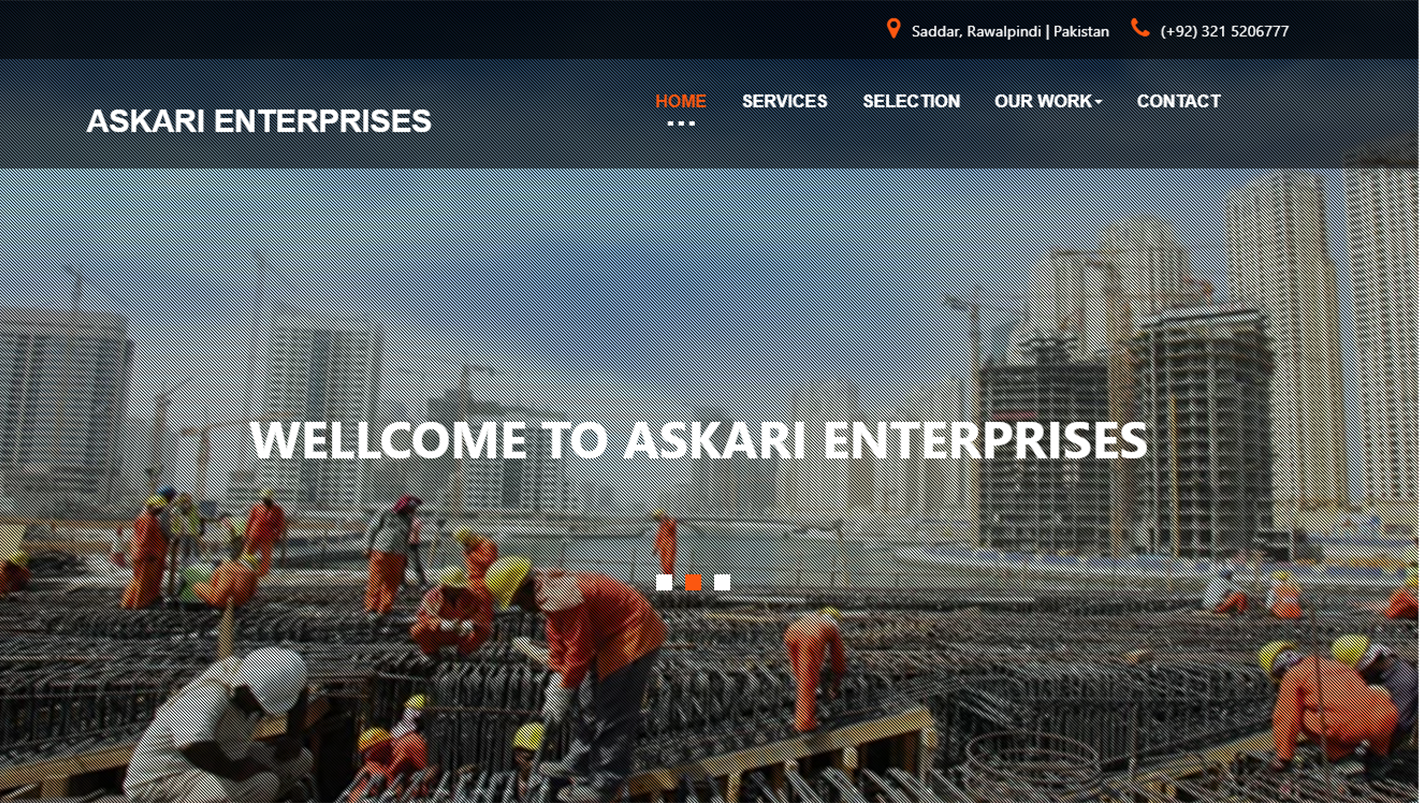 Saddar, Rawalpindi | Pakistan (+92) 321 5206777
ASKARI ENTERPRISES
HOME SERVICES SELECTION OUR WORK CONTACT
WELLCOME TO ASKARI ENTERPRISES